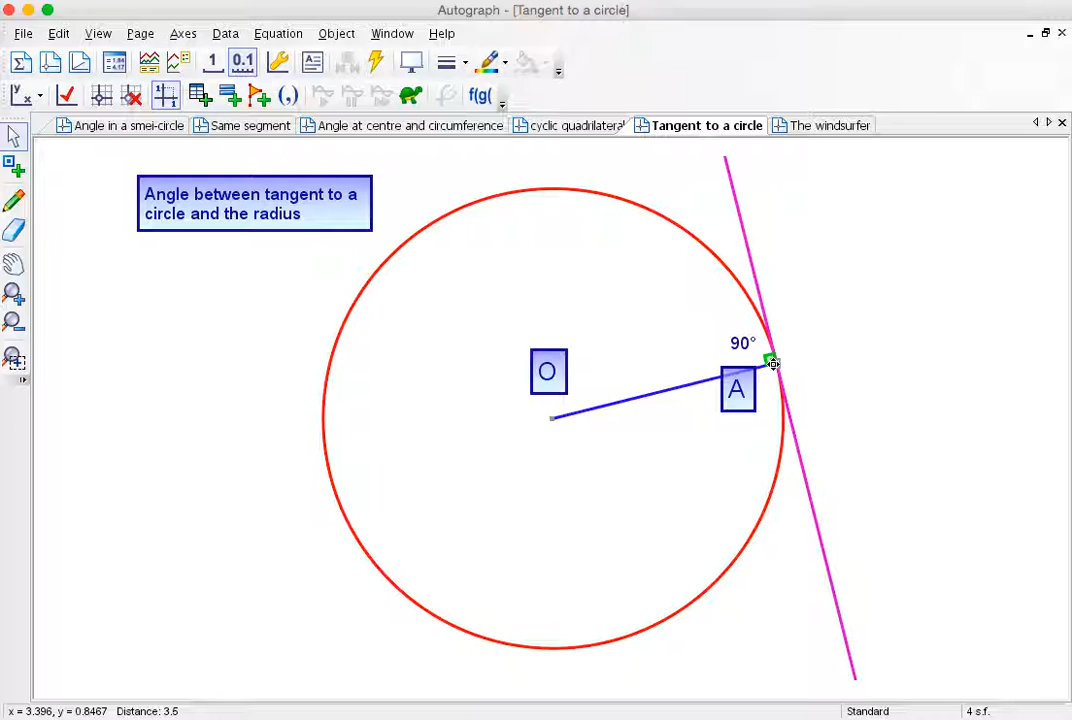 Autograph - [Tangent to a circle]
File Edit View Page Axes Data Equation Object Window Help
1 0.1
y x (,) f(g(
Angle in a smei-circle Same segment Angle at centre and circumference cyclic quadrilateral Tangent to a circle The windsurfer
Angle between tangent to a
circle and the radius
90°
O
A
x = 3.396, y = 0.8467 Distance: 3.5 Standard 4 s.f.